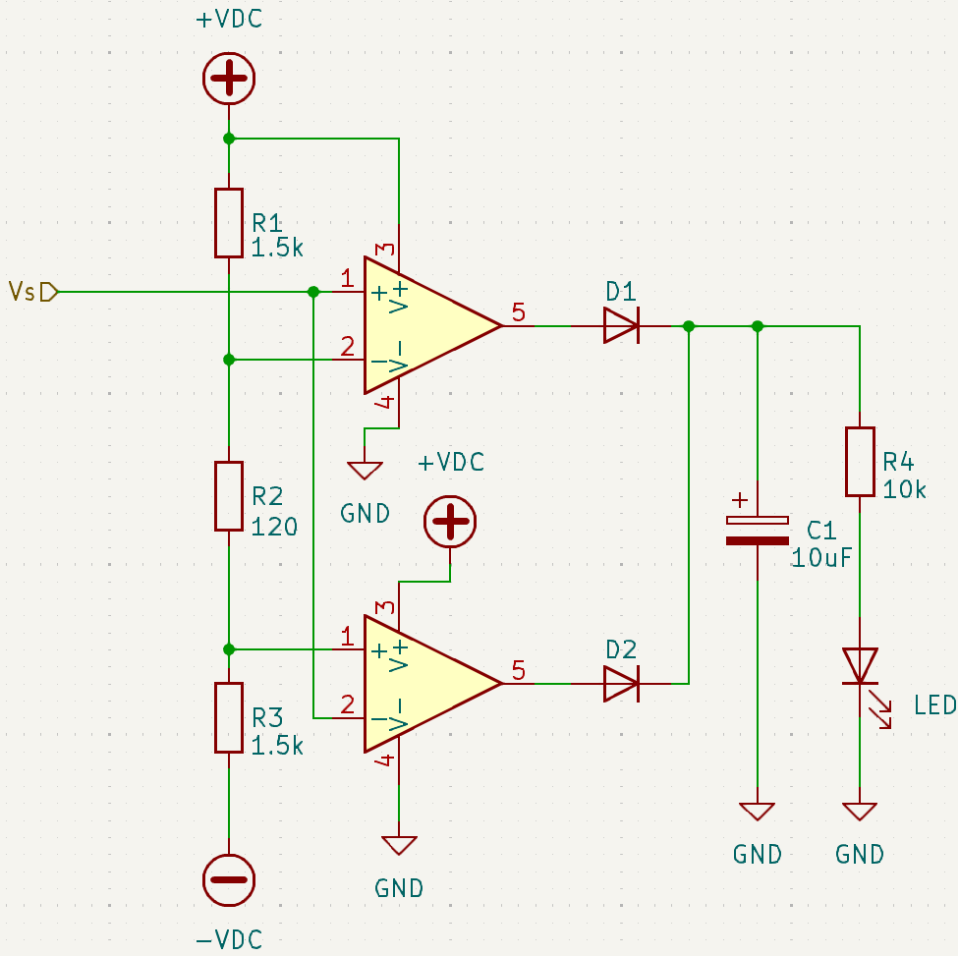 +VDC
R1
1.5k
Vs
3
1
+
V+
2
−
V−
4
5
D1
GND
+VDC
R2
120
R4
10k
+
C1
10uF
3
1
+
V+
2
−
V−
4
5
D2
R3
1.5k
LED
GND
GND
GND
−VDC